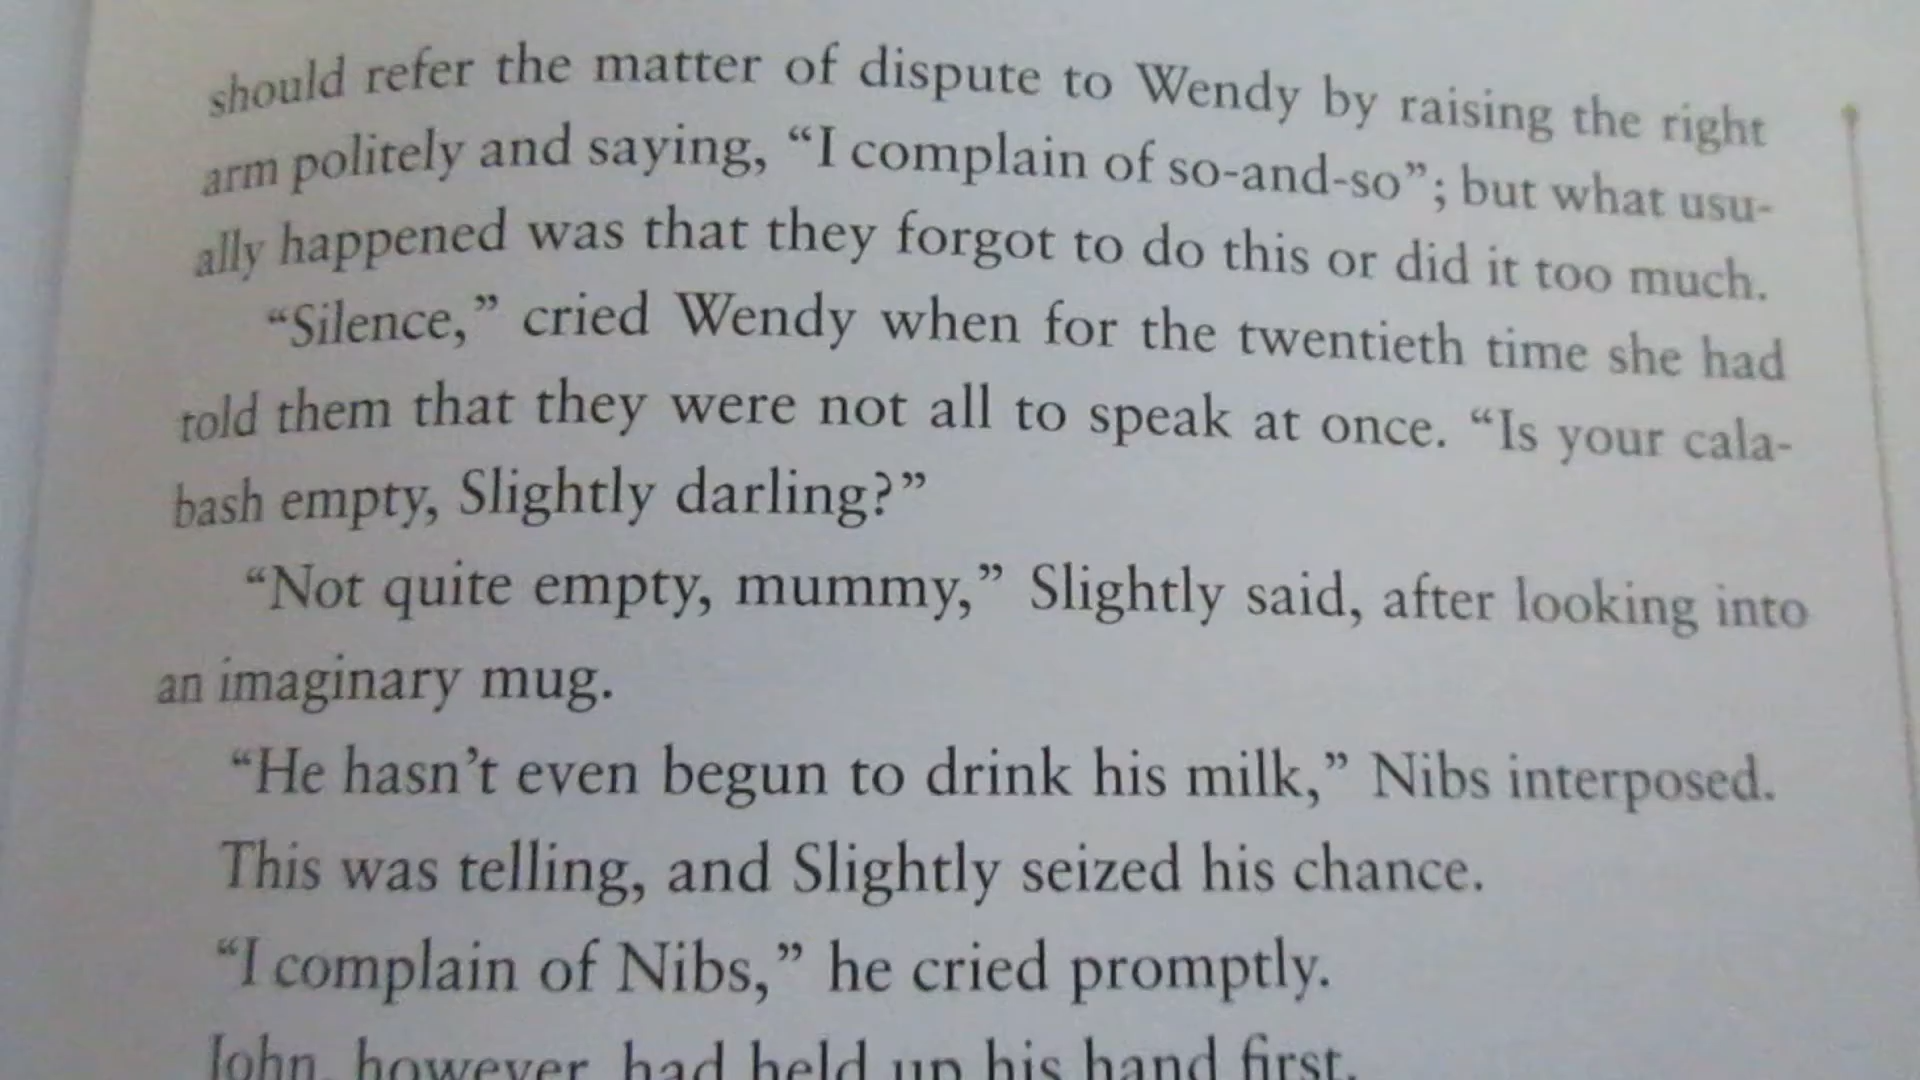 should refer the matter of dispute to Wendy by raising the right
arm politely and saying, “I complain of so-and-so”; but what usu-
ally happened was that they forgot to do this or did it too much.
“Silence,” cried Wendy when for the twentieth time she had
told them that they were not all to speak at once. “Is your cala-
bash empty, Slightly darling?”
“Not quite empty, mummy,” Slightly said, after looking into
an imaginary mug.
“He hasn’t even begun to drink his milk,” Nibs interposed.
This was telling, and Slightly seized his chance.
“I complain of Nibs,” he cried promptly.
John, however, had held up his hand first.